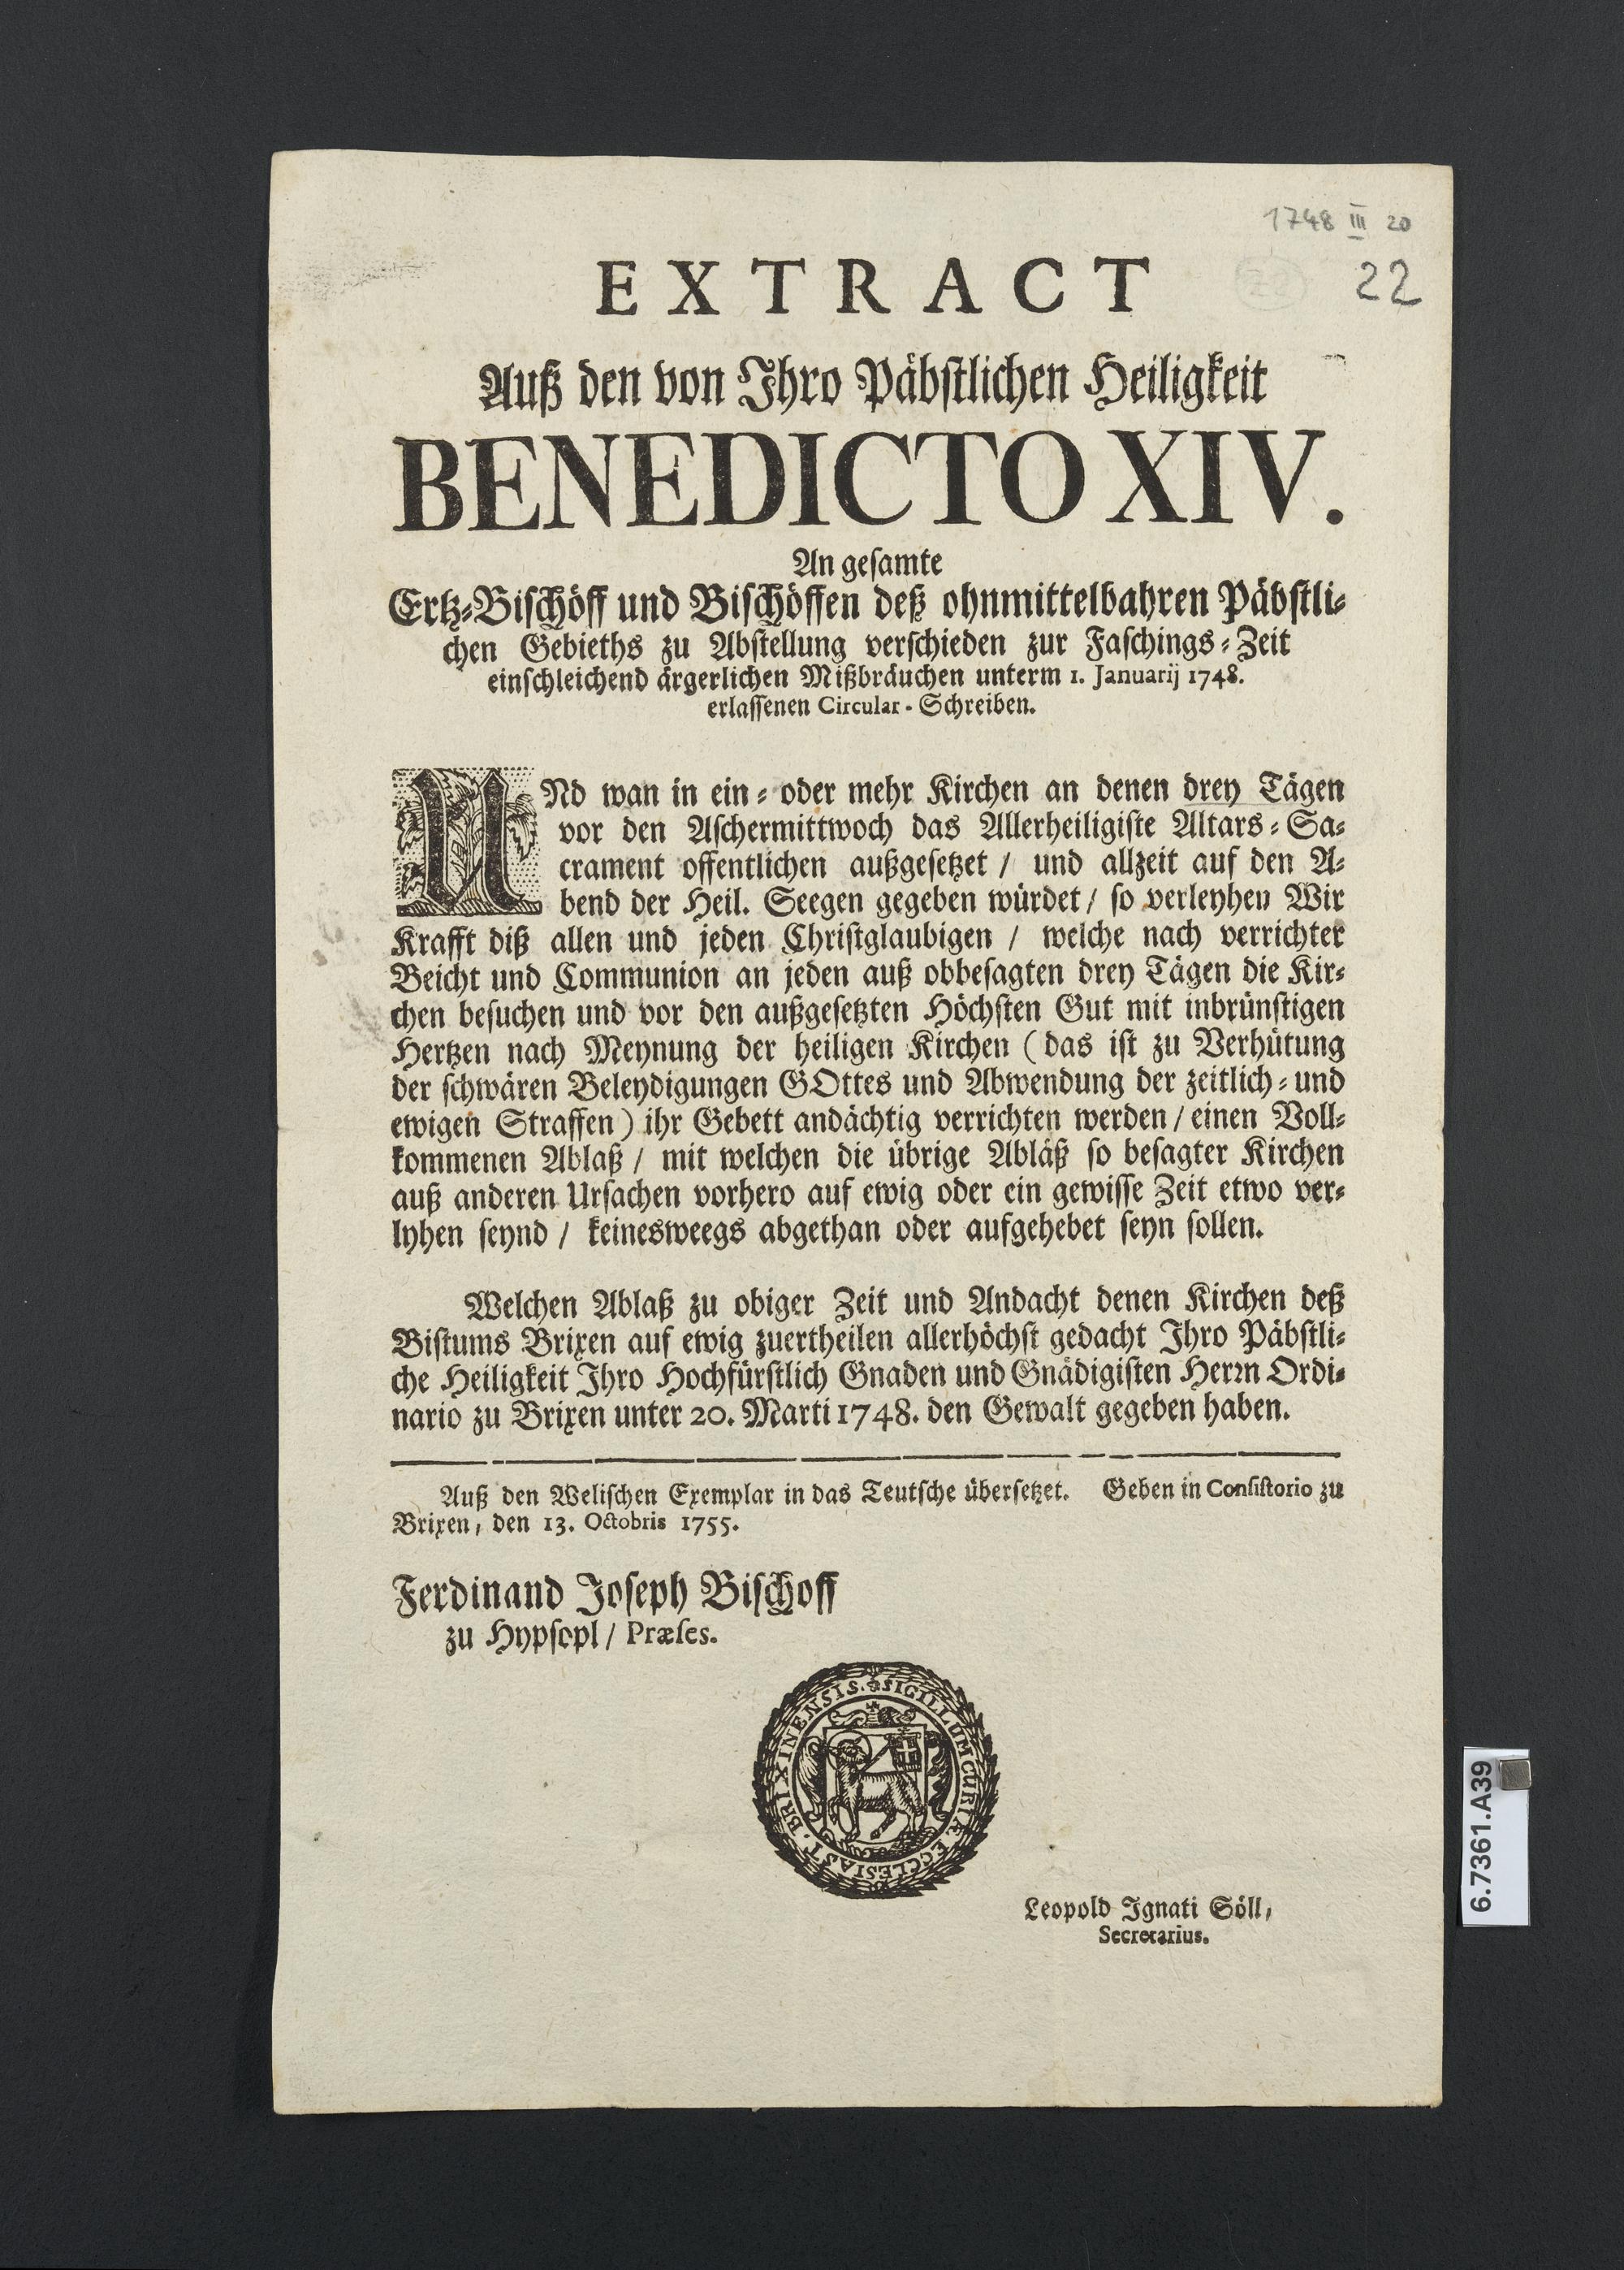 1748 III 20
22
EXTRACT
Auß den von Ihro Päbstlichen Heiligkeit
BENEDICTO XIV.
An gesamte
Ertz-Bischöff und Bischöffen deß ohnmittelbahren Päbstli-
chen Gebieths zu Abstellung verschieden zur Faschings-Zeit
einschleichend ärgerlichen Mißbräuchen unterm 1. Januarij 1748.
erlassenen Circular-Schreiben.
UNd wan in ein- oder mehr Kirchen an denen drey Tägen
vor den Aschermittwoch das Allerheiligiste Altars-Sa-
crament offentlichen außgesetzet / und allzeit auf den A-
bend der Heil. Seegen gegeben würdet / so verleyhen Wir
Krafft diß allen und jeden Christglaubigen / welche nach verrichter
Beicht und Communion an jeden auß obbesagten drey Tägen die Kir-
chen besuchen und vor den außgesetzten Höchsten Gut mit inbrünstigen
Hertzen nach Meynung der heiligen Kirchen (das ist zu Verhütung
der schwären Beleydigungen GOttes und Abwendung der zeitlich- und
ewigen Straffen) ihr Gebett andächtig verrichten werden / einen Voll-
kommenen Ablaß / mit welchen die übrige Abläß so besagter Kirchen
auß anderen Ursachen vorhero auf ewig oder ein gewisse Zeit etwo ver-
lyhen seynd / keinesweegs abgethan oder aufgehebet seyn sollen.
Welchen Ablaß zu obiger Zeit und Andacht denen Kirchen deß
Bistums Brixen auf ewig zuertheilen allerhöchst gedacht Ihro Päbstli-
che Heiligkeit Ihro Hochfürstlich Gnaden und Gnädigisten Herrn Ordi-
nario zu Brixen unter 20. Marti 1748. den Gewalt gegeben haben.
Auß den Welischen Exemplar in das Teutsche übersetzet. Geben in Consistorio zu
Brixen, den 13. Octobris 1755.
Ferdinand Joseph Bischoff
zu Hypsopl / Præses.
SIGILLUM CURIÆ ECCLESIAST. BRIXINENSIS.
Leopold Ignati Söll,
Secretarius.
6.7361.A39